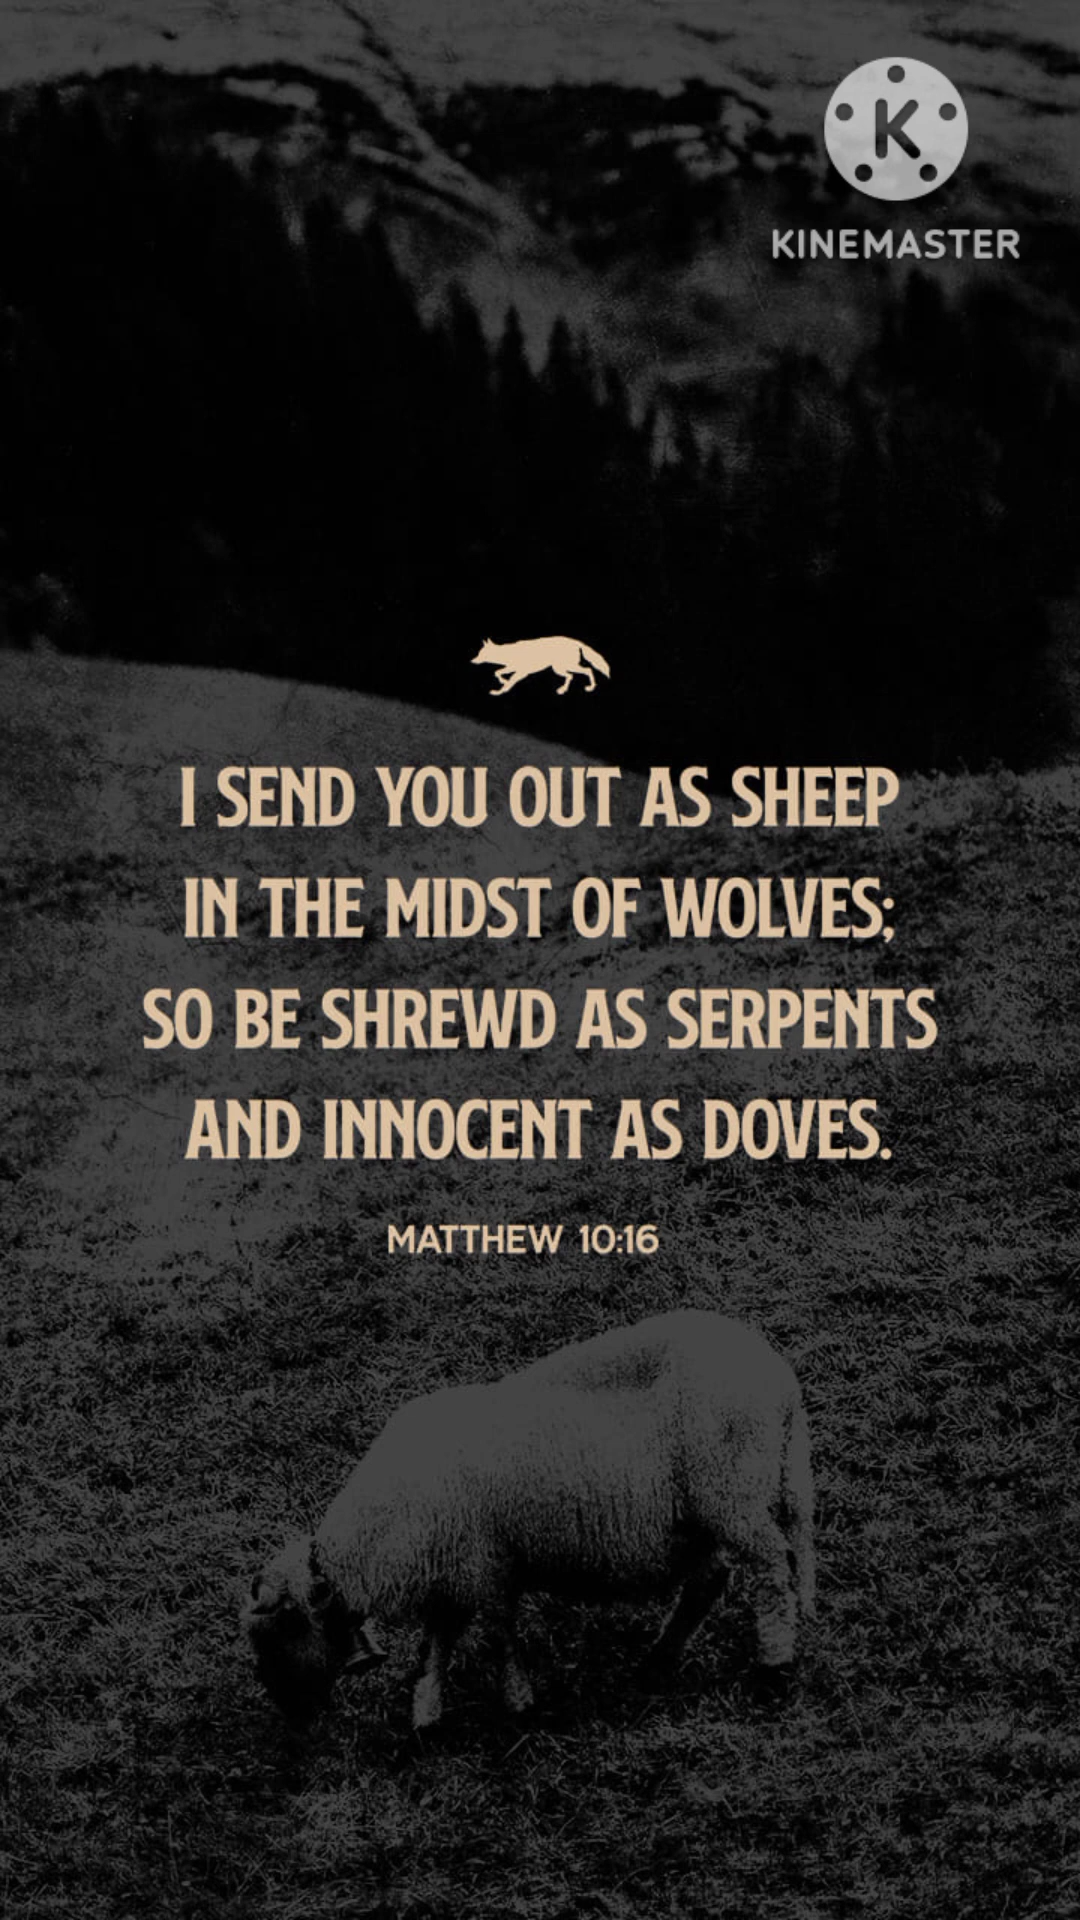 K
KINEMASTER
I SEND YOU OUT AS SHEEP
IN THE MIDST OF WOLVES;
SO BE SHREWD AS SERPENTS
AND INNOCENT AS DOVES.
MATTHEW 10:16